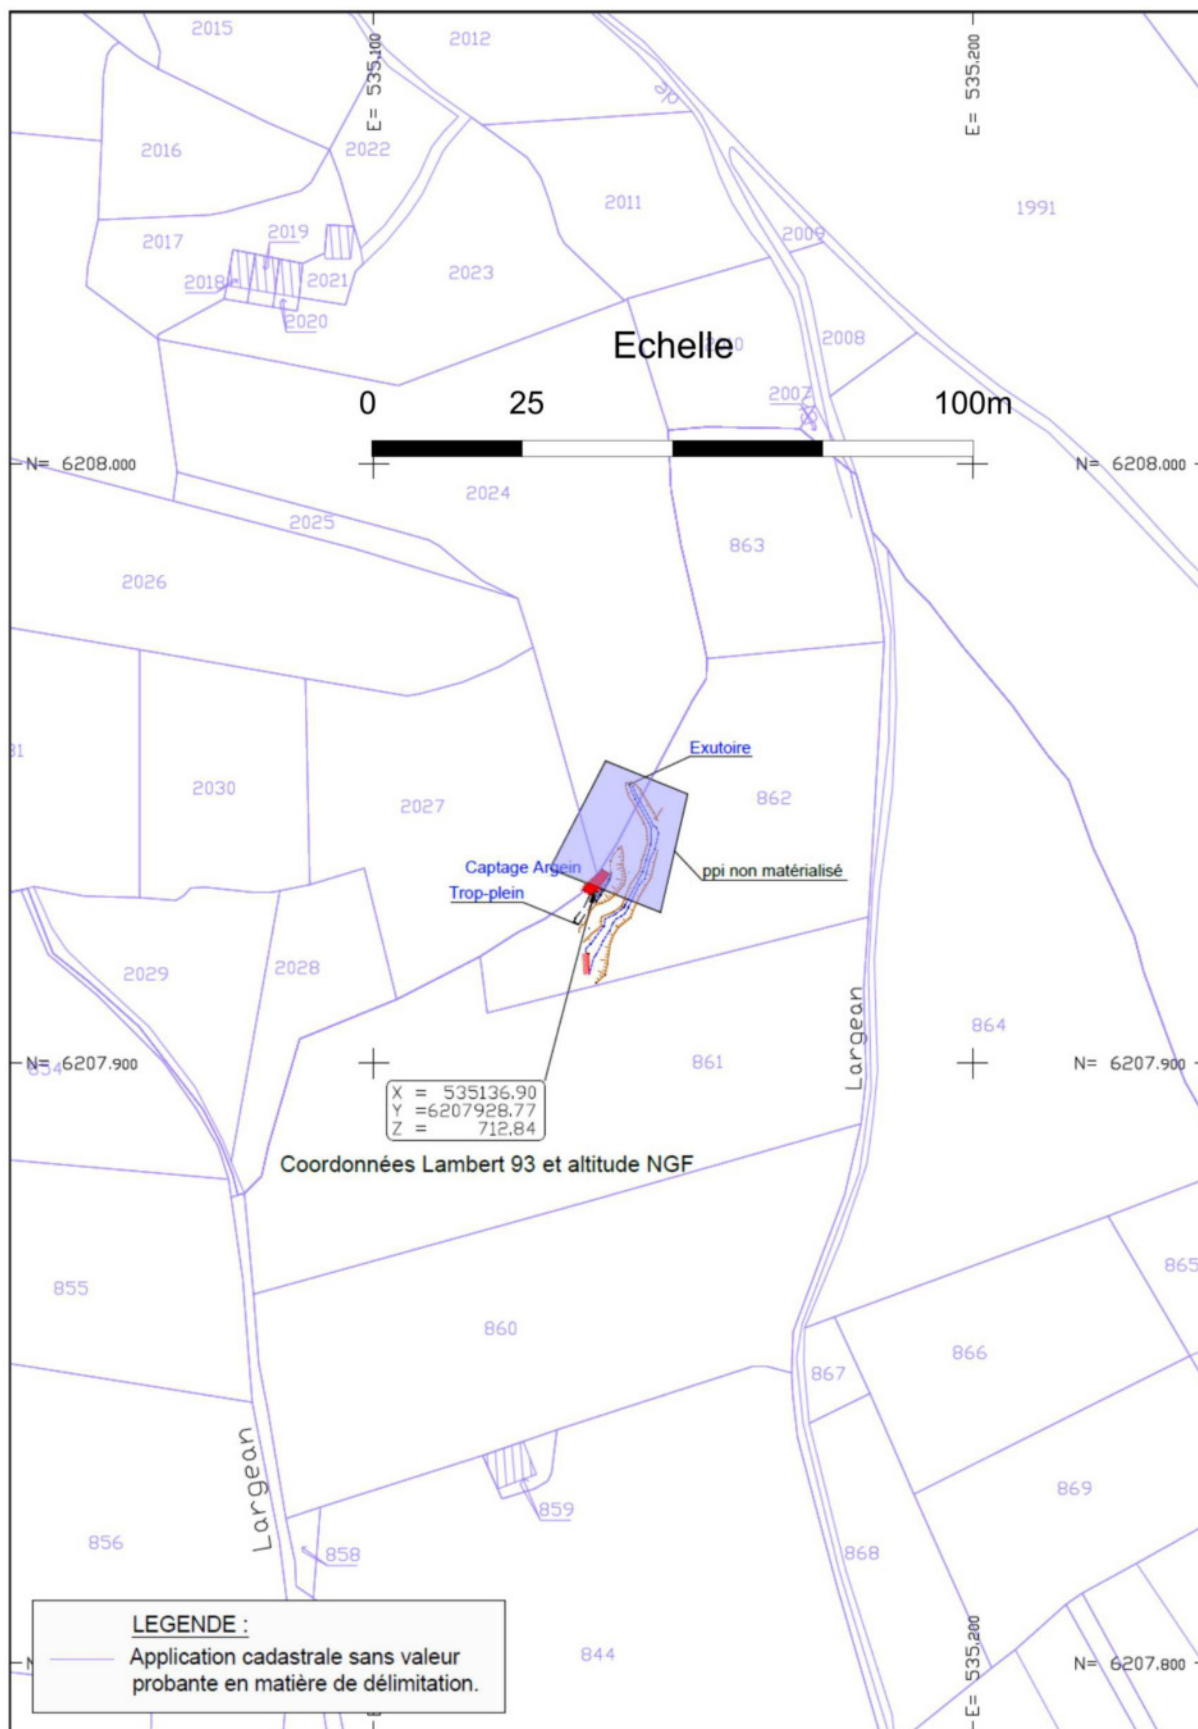 2015
2012
E= 535.100
E= 535.200
de
2016
2022
2011
1991
2019
2017
2009
2018
2021
2023
2020
Echelle
2008
2007
0
25
100m
N= 6208.000
N= 6208.000
2024
2025
863
2026
Exutoire
2030
2027
862
Captage Argein
ppi non matérialisé
Trop-plein
2029
2028
Largean
864
N= 6207.900
861
N= 6207.900
X = 535136.90
Y =6207928.77
Z = 712.84
Coordonnées Lambert 93 et altitude NGF
855
865
860
866
867
Largean
869
859
856
858
868
LEGENDE :
Application cadastrale sans valeur
probante en matière de délimitation.
844
E= 535.200
N= 6207.800